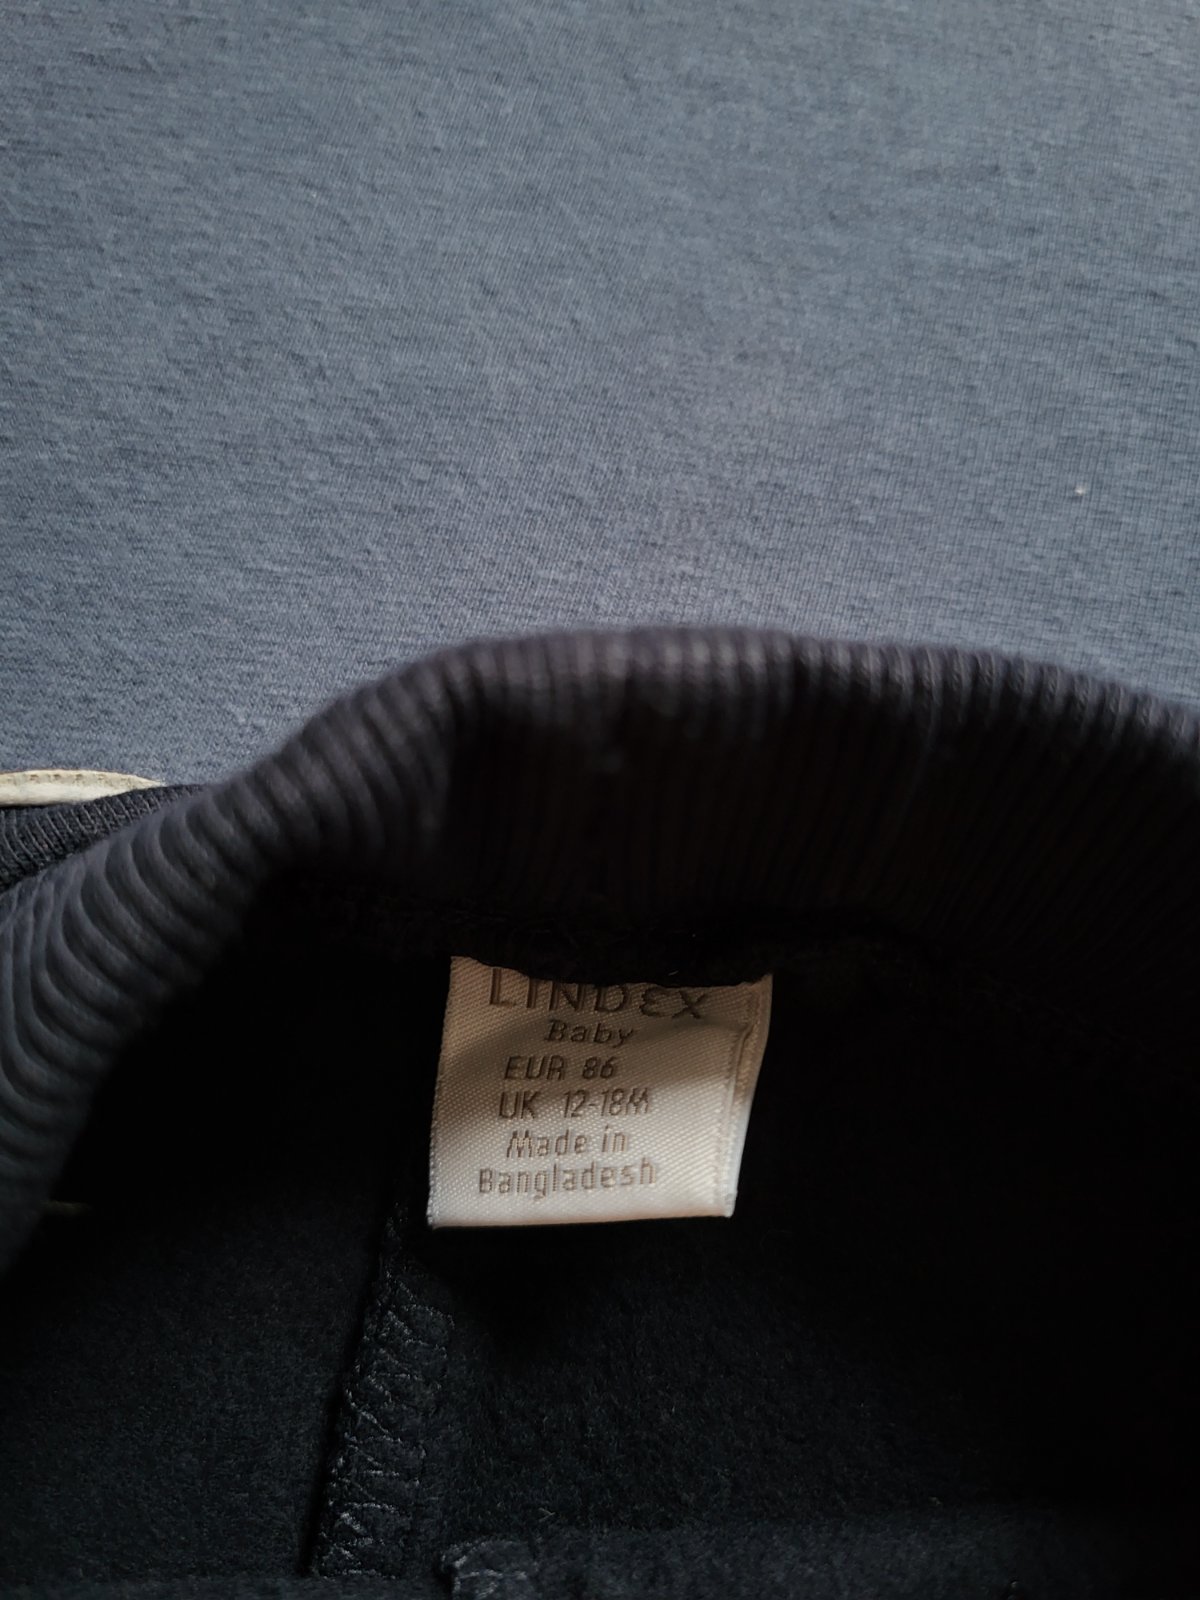 LINDEX
Baby
EUR 86
UK 12-18M
Made in
Bangladesh